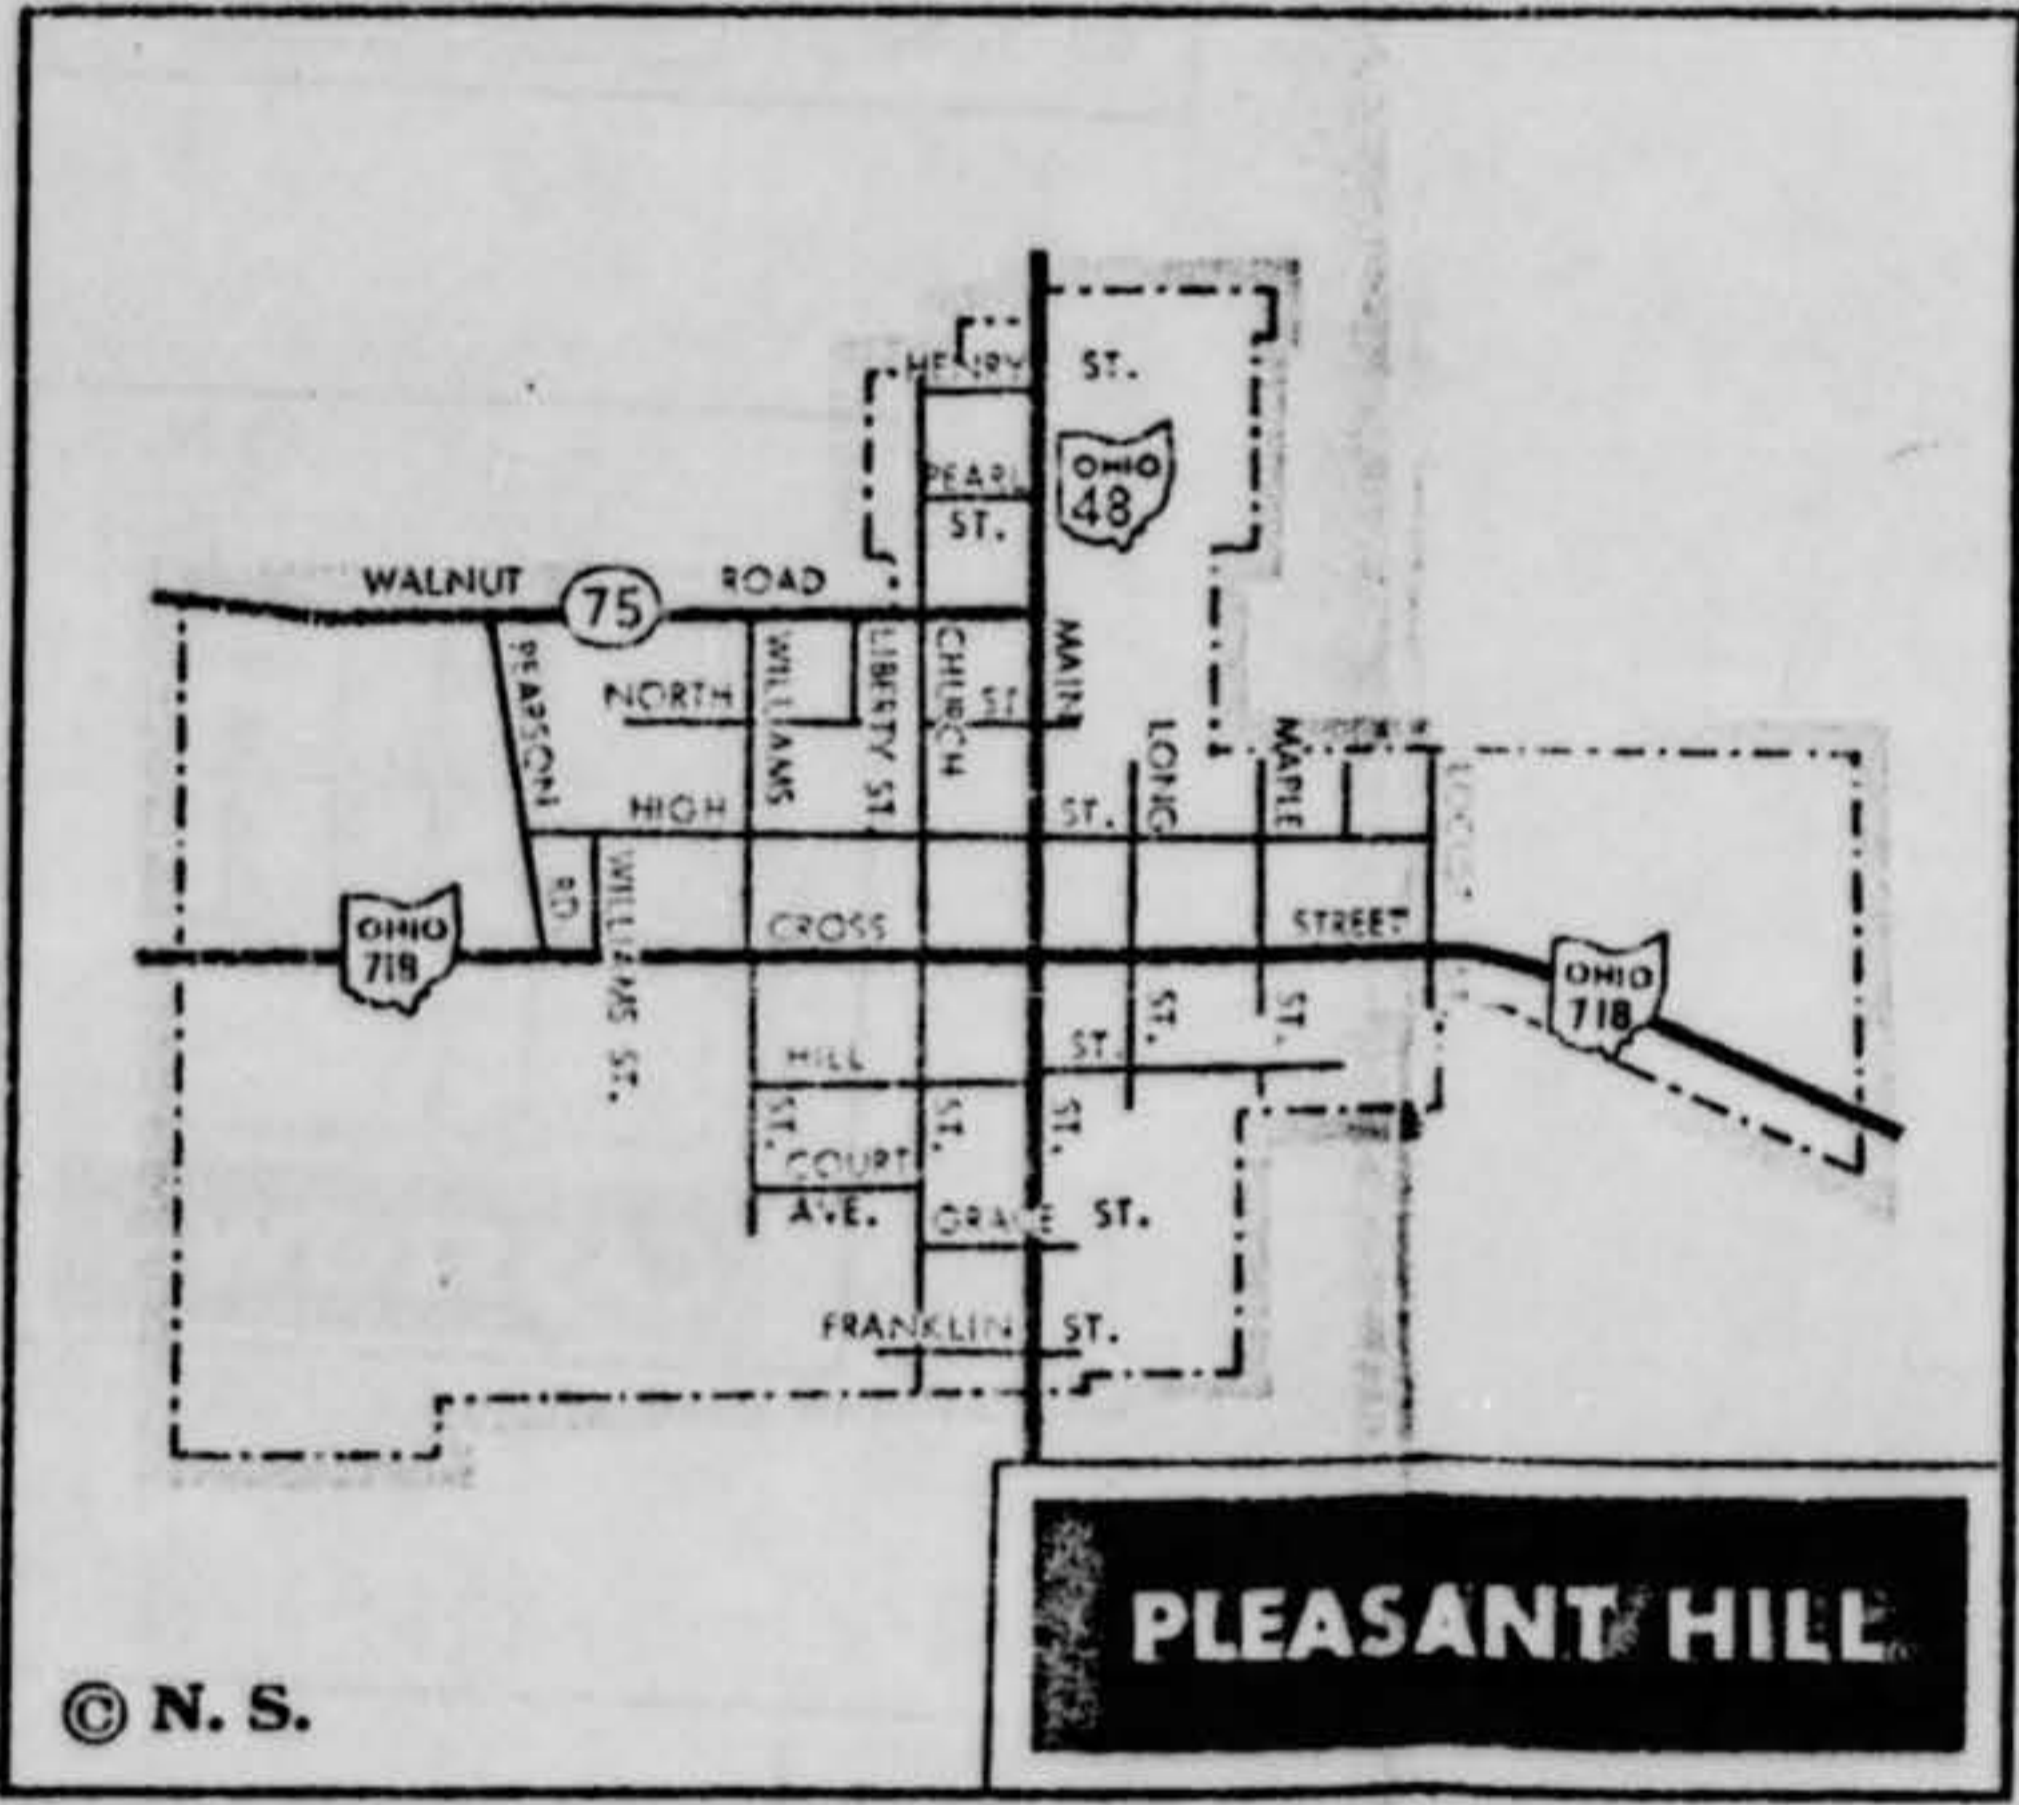 HENRY ST.
OHIO
48
PEARL
ST.
WALNUT 75 ROAD
PEARSON
RD
NORTH ST
WILLIAMS
ST.
LIBERTY ST.
CHURCH
ST.
MAIN
ST.
LONG
ST.
MAPLE
ST.
HIGH ST.
WILLIAMS ST.
CROSS STREET
OHIO
718
OHIO
718
HILL ST.
COURT
AVE.
ST.
FRANKLIN ST.
PLEASANT HILL
© N. S.